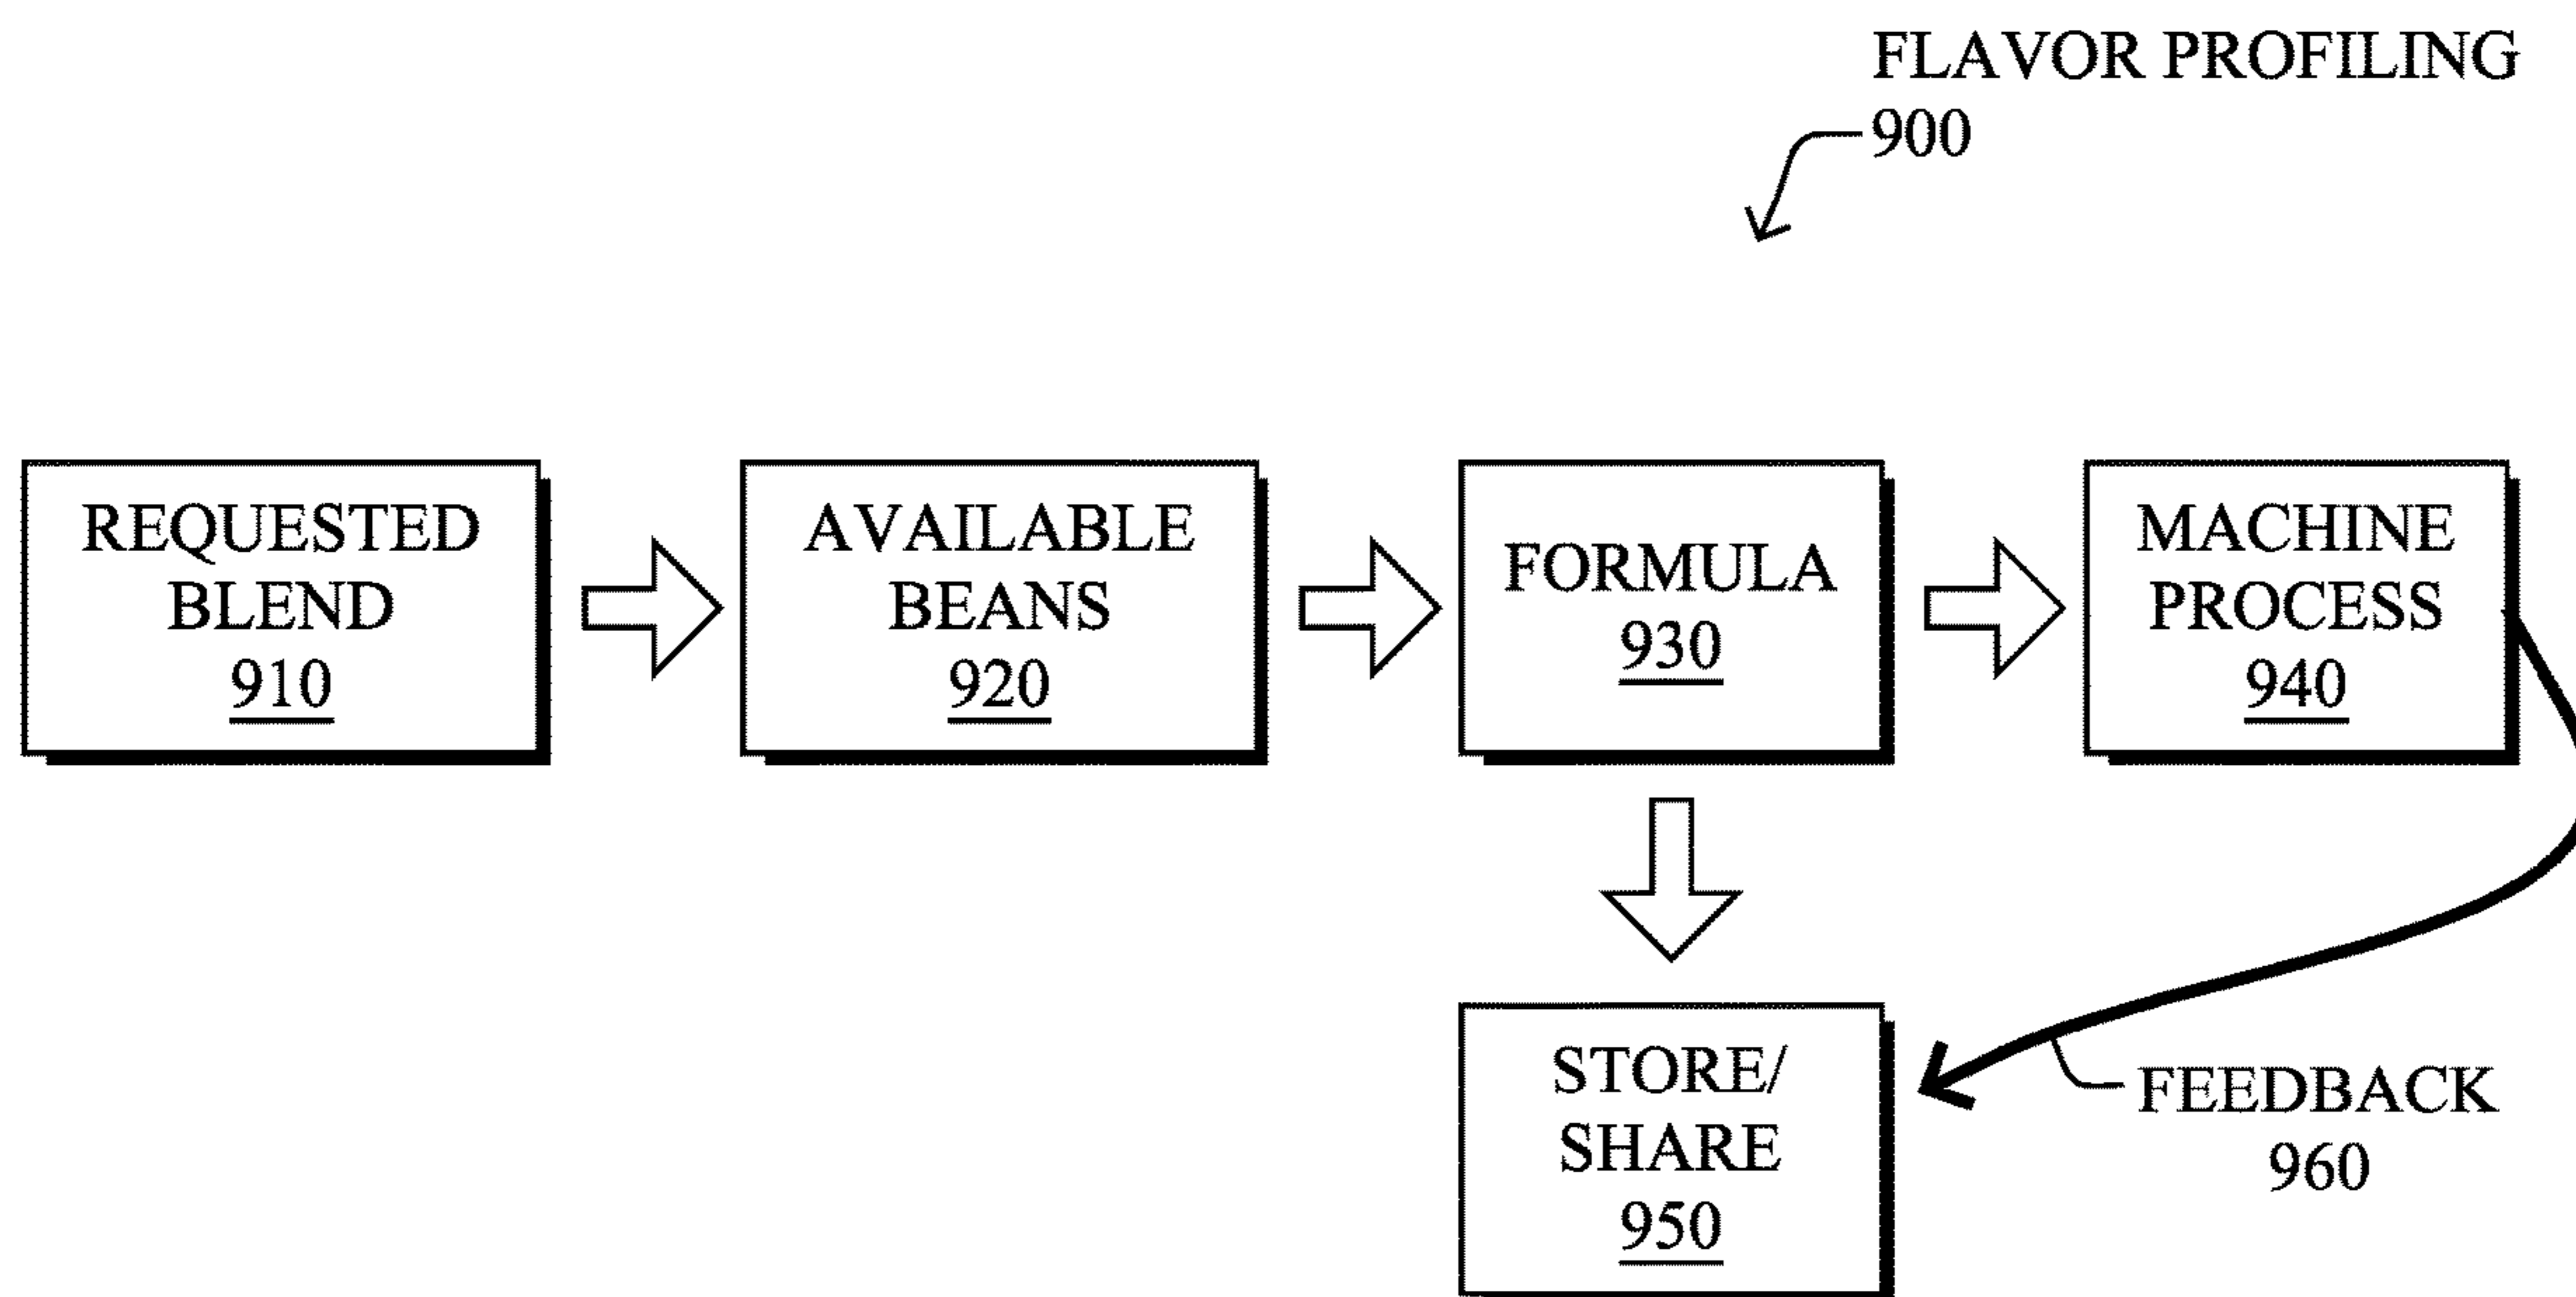 FLAVOR PROFILING
900
REQUESTED
BLEND
910
AVAILABLE
BEANS
920
FORMULA
930
MACHINE
PROCESS
940
STORE/
SHARE
950
FEEDBACK
960